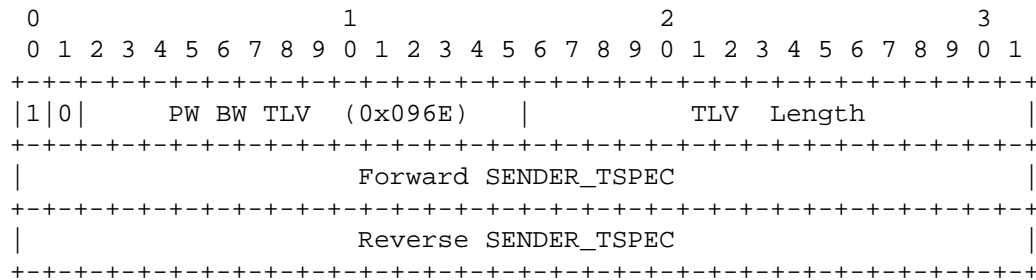 0                   1                   2                   3
 0 1 2 3 4 5 6 7 8 9 0 1 2 3 4 5 6 7 8 9 0 1 2 3 4 5 6 7 8 9 0 1
+-+-+-+-+-+-+-+-+-+-+-+-+-+-+-+-+-+-+-+-+-+-+-+-+-+-+-+-+-+-+-+-+
|1|0|     PW BW TLV  (0x096E)   |          TLV  Length          |
+-+-+-+-+-+-+-+-+-+-+-+-+-+-+-+-+-+-+-+-+-+-+-+-+-+-+-+-+-+-+-+-+
|                     Forward SENDER_TSPEC                      |
+-+-+-+-+-+-+-+-+-+-+-+-+-+-+-+-+-+-+-+-+-+-+-+-+-+-+-+-+-+-+-+-+
|                     Reverse SENDER_TSPEC                      |
+-+-+-+-+-+-+-+-+-+-+-+-+-+-+-+-+-+-+-+-+-+-+-+-+-+-+-+-+-+-+-+-+